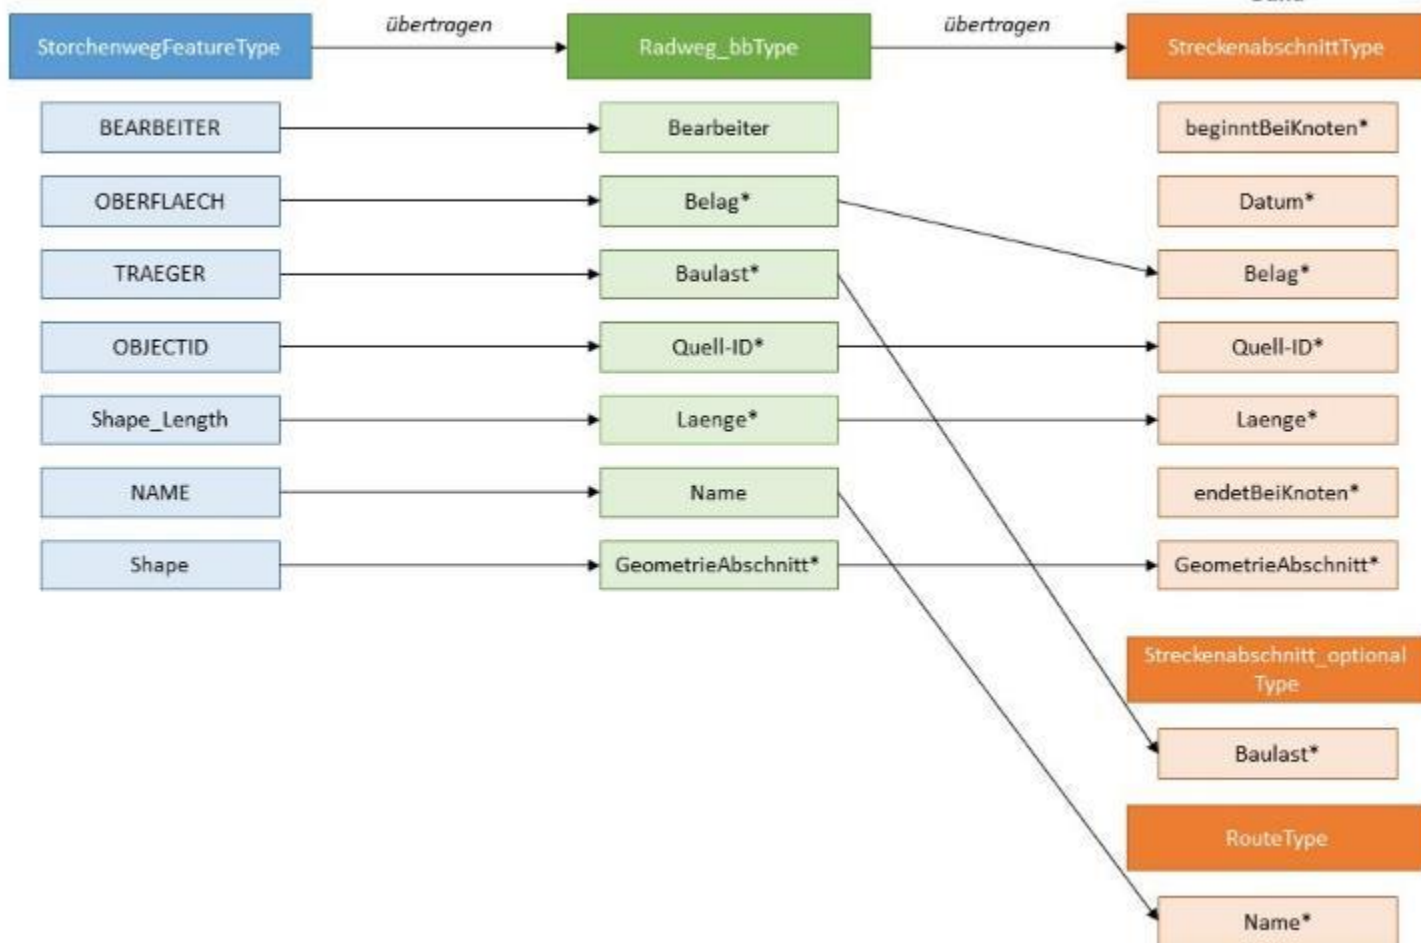 übertragen übertragen
StorchenwegFeatureType Radweg_bbType StreckenabschnittType
BEARBEITER Bearbeiter beginntBeiKnoten*
OBERFLAECH Belag* Datum*
TRAEGER Baulast* Belag*
OBJECTID Quell-ID* Quell-ID*
Shape_Length Laenge* Laenge*
NAME Name endetBeiKnoten*
Shape GeometrieAbschnitt* GeometrieAbschnitt*
Streckenabschnitt_optional
Type
Baulast*
RouteType
Name*